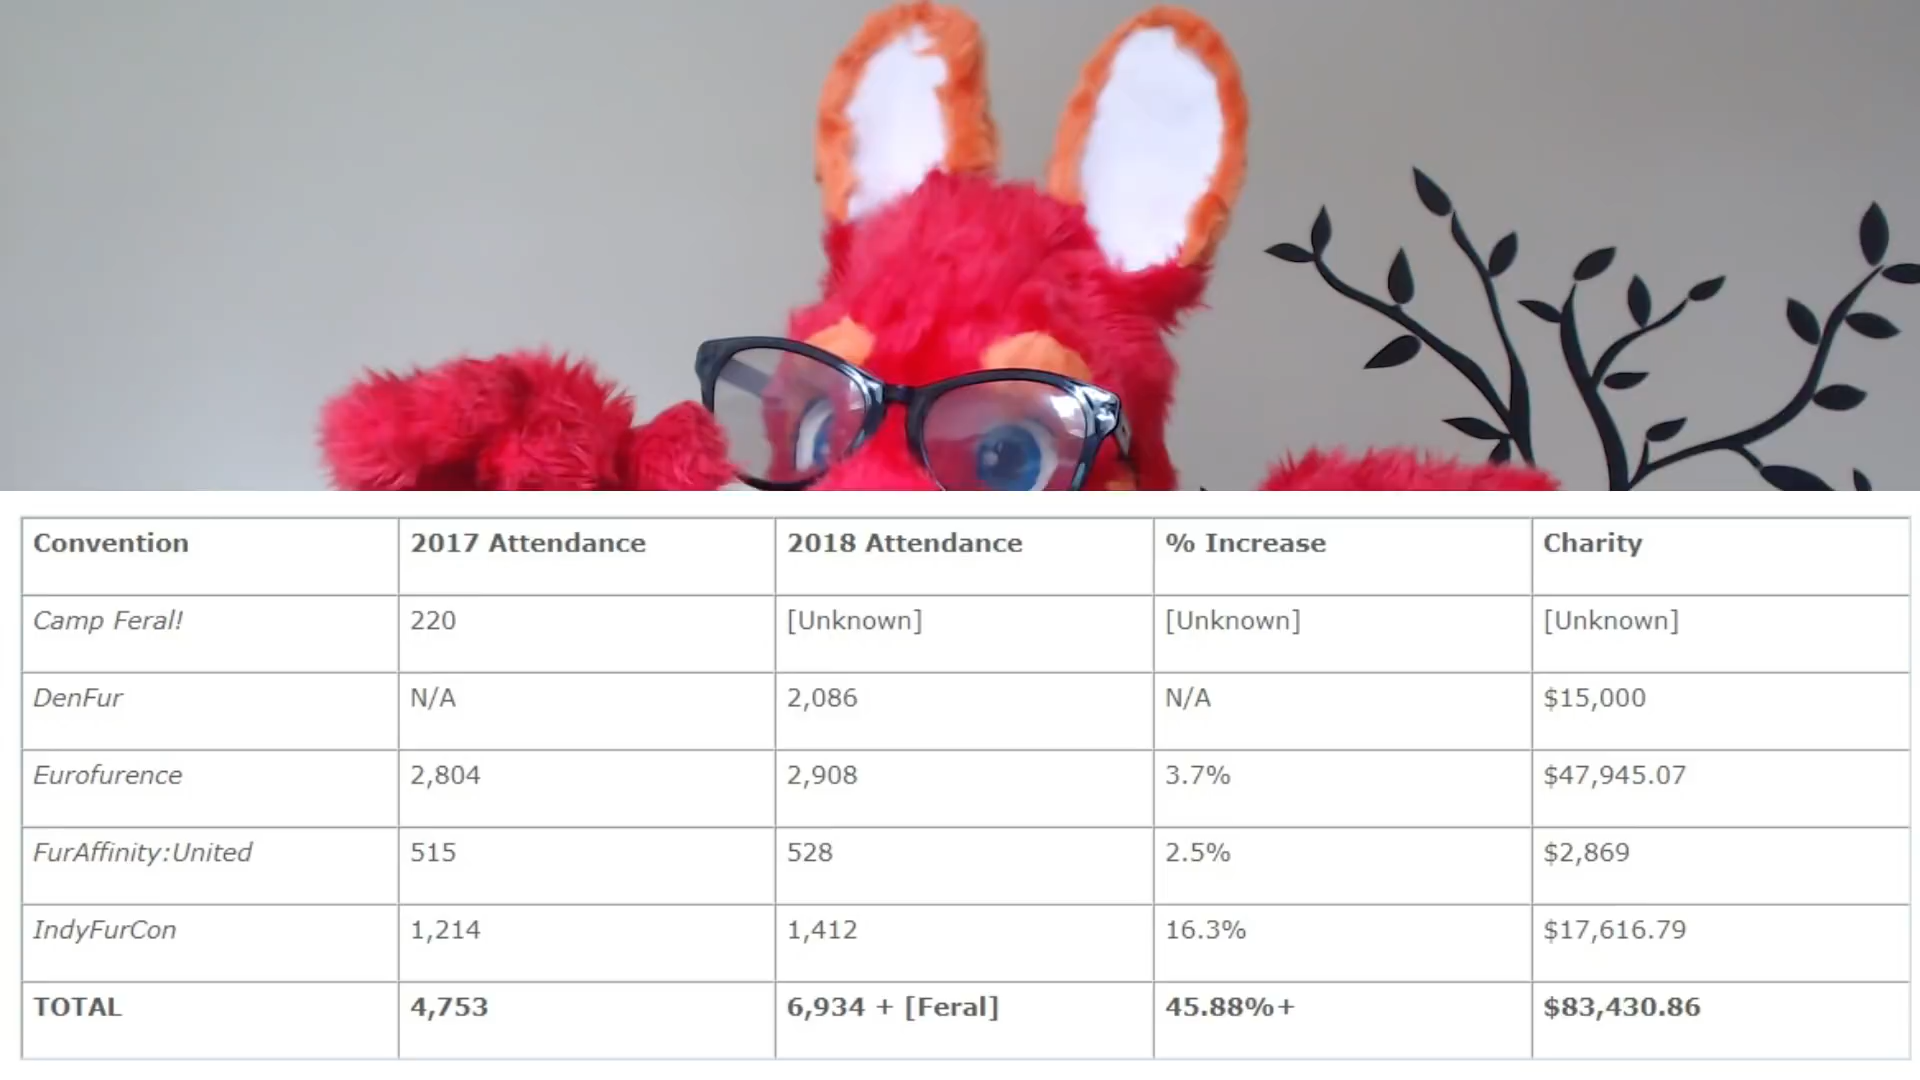 Convention 2017 Attendance 2018 Attendance % Increase Charity
Camp Feral! 220 [Unknown] [Unknown] [Unknown]
DenFur N/A 2,086 N/A $15,000
Eurofurence 2,804 2,908 3.7% $47,945.07
FurAffinity:United 515 528 2.5% $2,869
IndyFurCon 1,214 1,412 16.3% $17,616.79
TOTAL 4,753 6,934 + [Feral] 45.88%+ $83,430.86